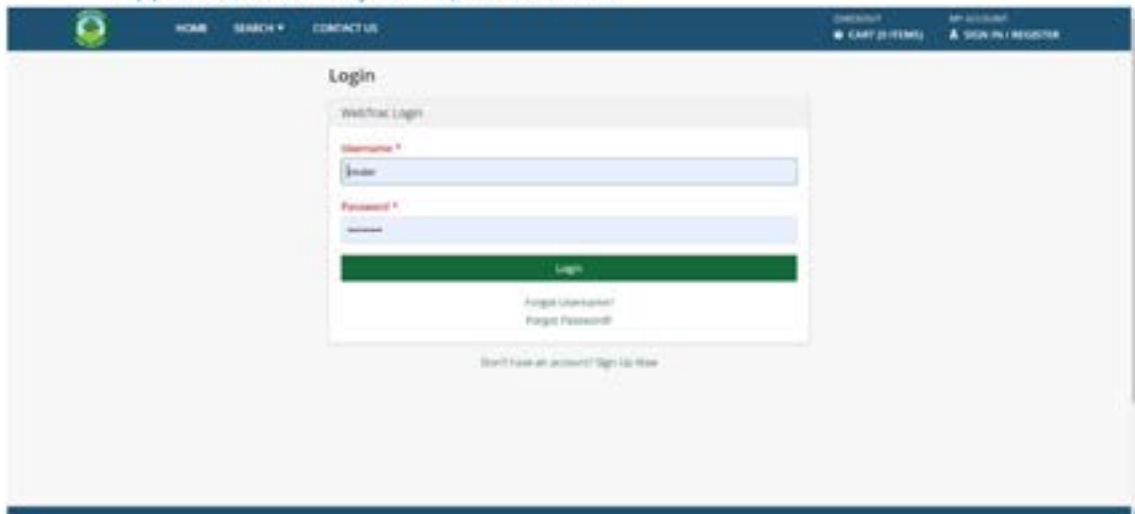 HOME SEARCH CONTACT US
CHECKOUT
CART (0 ITEMS)
MY ACCOUNT
SIGN IN / REGISTER
Login
WebTrac Login
Username *
Password *
Login
Forgot Username?
Forgot Password?
Don't have an account? Sign Up Now